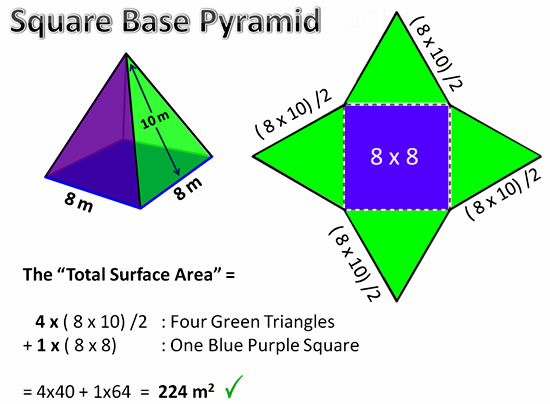 Square Base Pyramid
10 m
8 m
8 m
(8 x 10) /2
(8 x 10) /2
8 x 8
(8 x 10) /2
(8 x 10) /2
The “Total Surface Area” =
4 x ( 8 x 10) /2 : Four Green Triangles
+ 1 x ( 8 x 8) : One Blue Purple Square
= 4x40 + 1x64 = 224 m² ✓